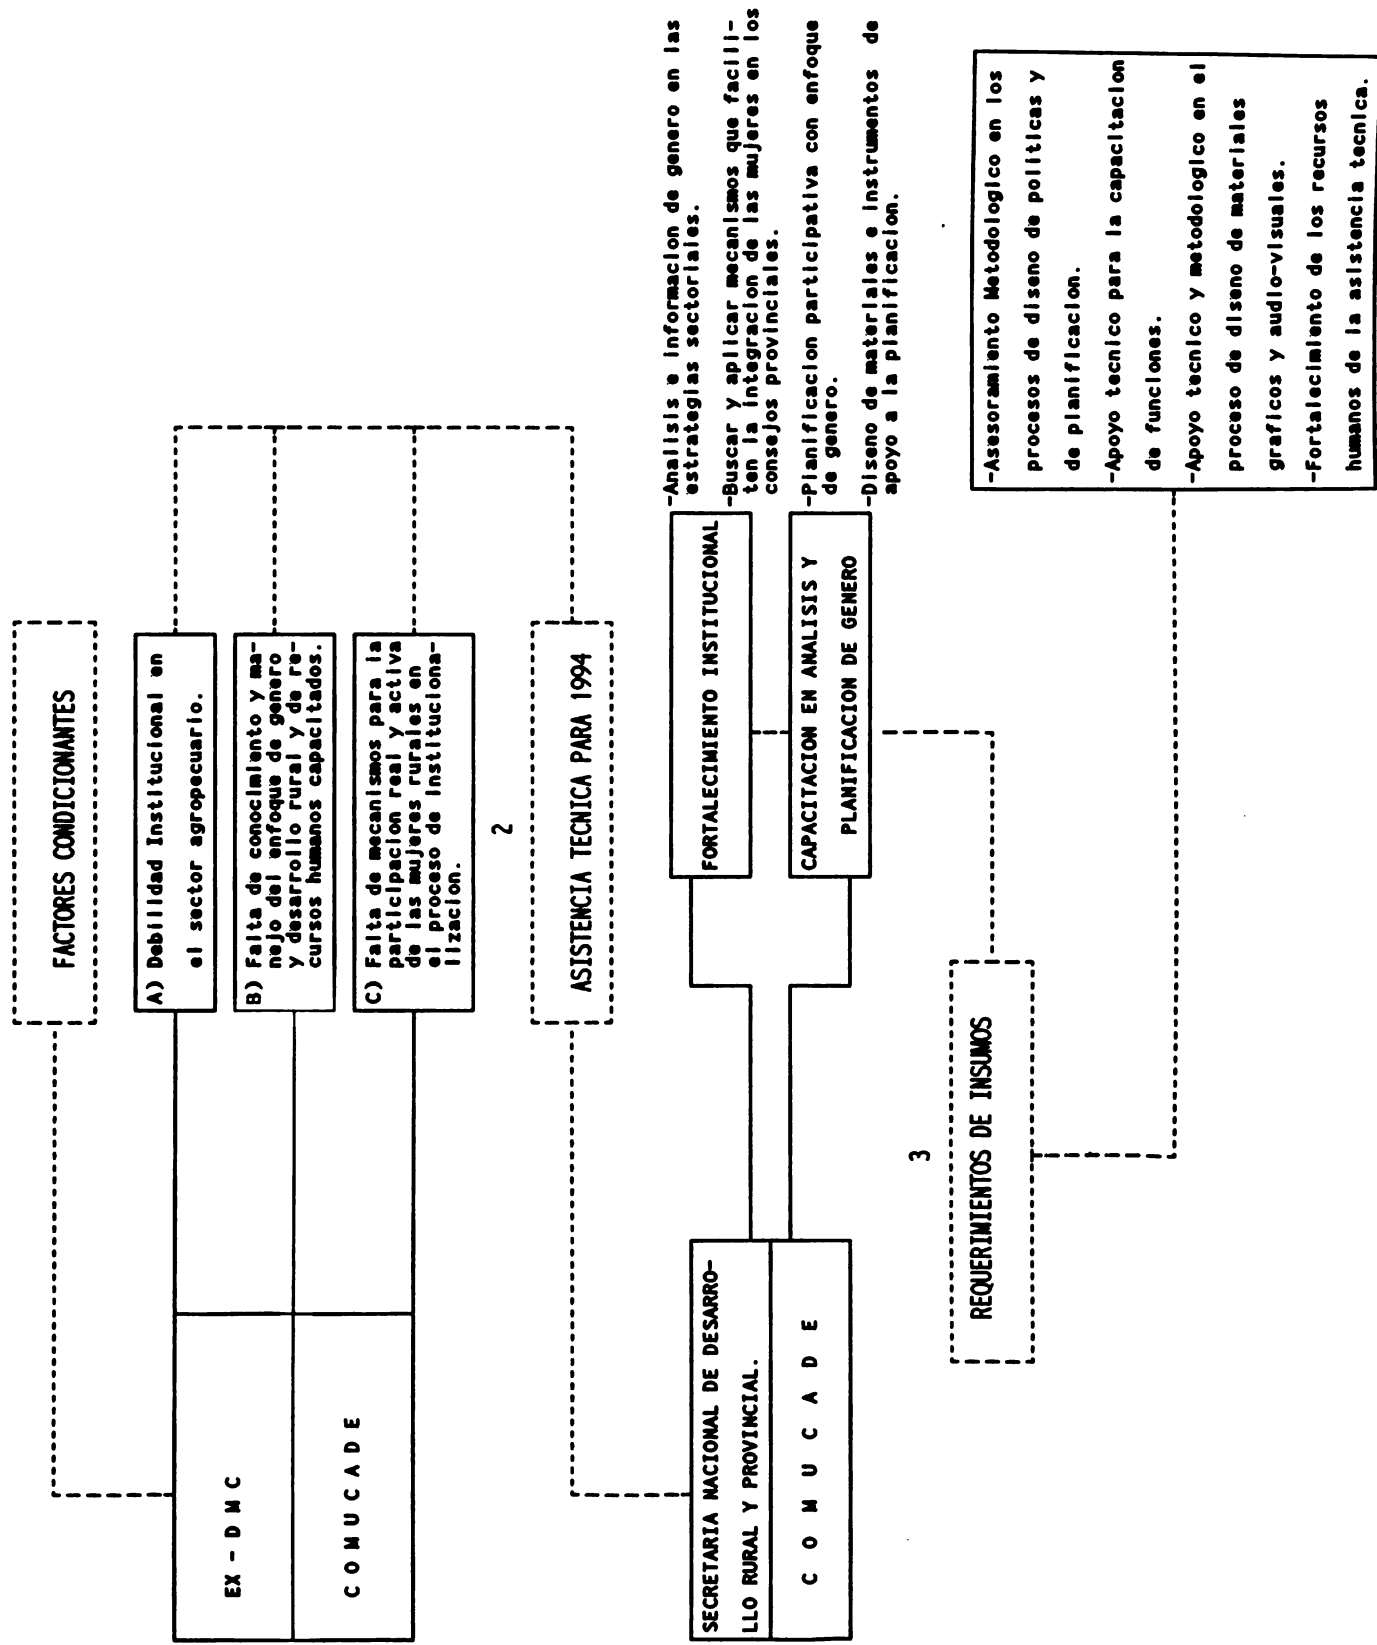 FACTORES CONDICIONANTES
EX - D M C
C O M U C A D E
A) Debilidad Institucional en
el sector agropecuario.
B) Falta de conocimiento y ma-
nejo del enfoque de genero
y desarrollo rural y de re-
cursos humanos capacitados.
C) Falta de mecanismos para la
participacion real y activa
de las mujeres rurales en
el proceso de instituciona-
lizacion.
2
ASISTENCIA TECNICA PARA 1994
SECRETARIA NACIONAL DE DESARRO-
LLO RURAL Y PROVINCIAL.
C O M U C A D E
FORTALECIMIENTO INSTITUCIONAL
CAPACITACION EN ANALISIS Y
PLANIFICACION DE GENERO
-Analisis e informacion de genero en las
estrategias sectoriales.
-Buscar y aplicar mecanismos que facili-
ten la integracion de las mujeres en los
consejos provinciales.
-Planificacion participativa con enfoque
de genero.
-Diseno de materiales e instrumentos de
apoyo a la planificacion.
3
REQUERIMIENTOS DE INSUMOS
-Asesoramiento Metodologico en los
procesos de diseno de politicas y
de planificacion.
-Apoyo tecnico para la capacitacion
de funciones.
-Apoyo tecnico y metodologico en el
proceso de diseno de materiales
graficos y audio-visuales.
-Fortalecimiento de los recursos
humanos de la asistencia tecnica.